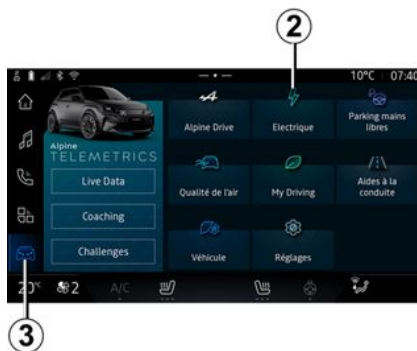 2
10°C 07:40
Alpine
TELEMETRICS
Live Data
Coaching
Challenges
Alpine Drive
Electrique
Parking mains
libres
Qualité de l'air
My Driving
Aides à la
conduite
Véhicule
Réglages
20°C
2
A/C
3